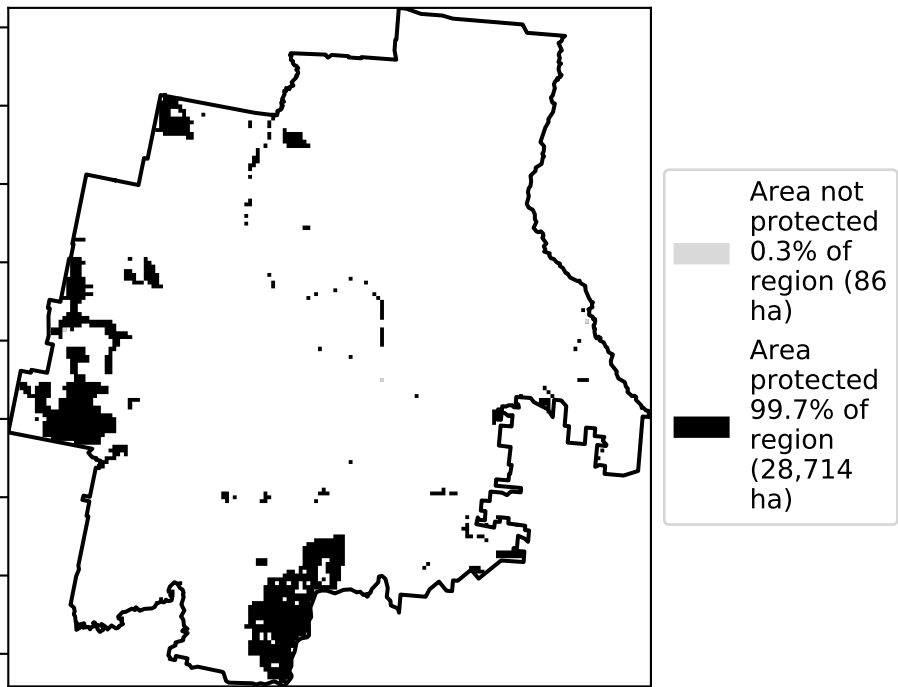 Area not
protected
0.3% of
region (86
ha)
Area
protected
99.7% of
region
(28,714
ha)